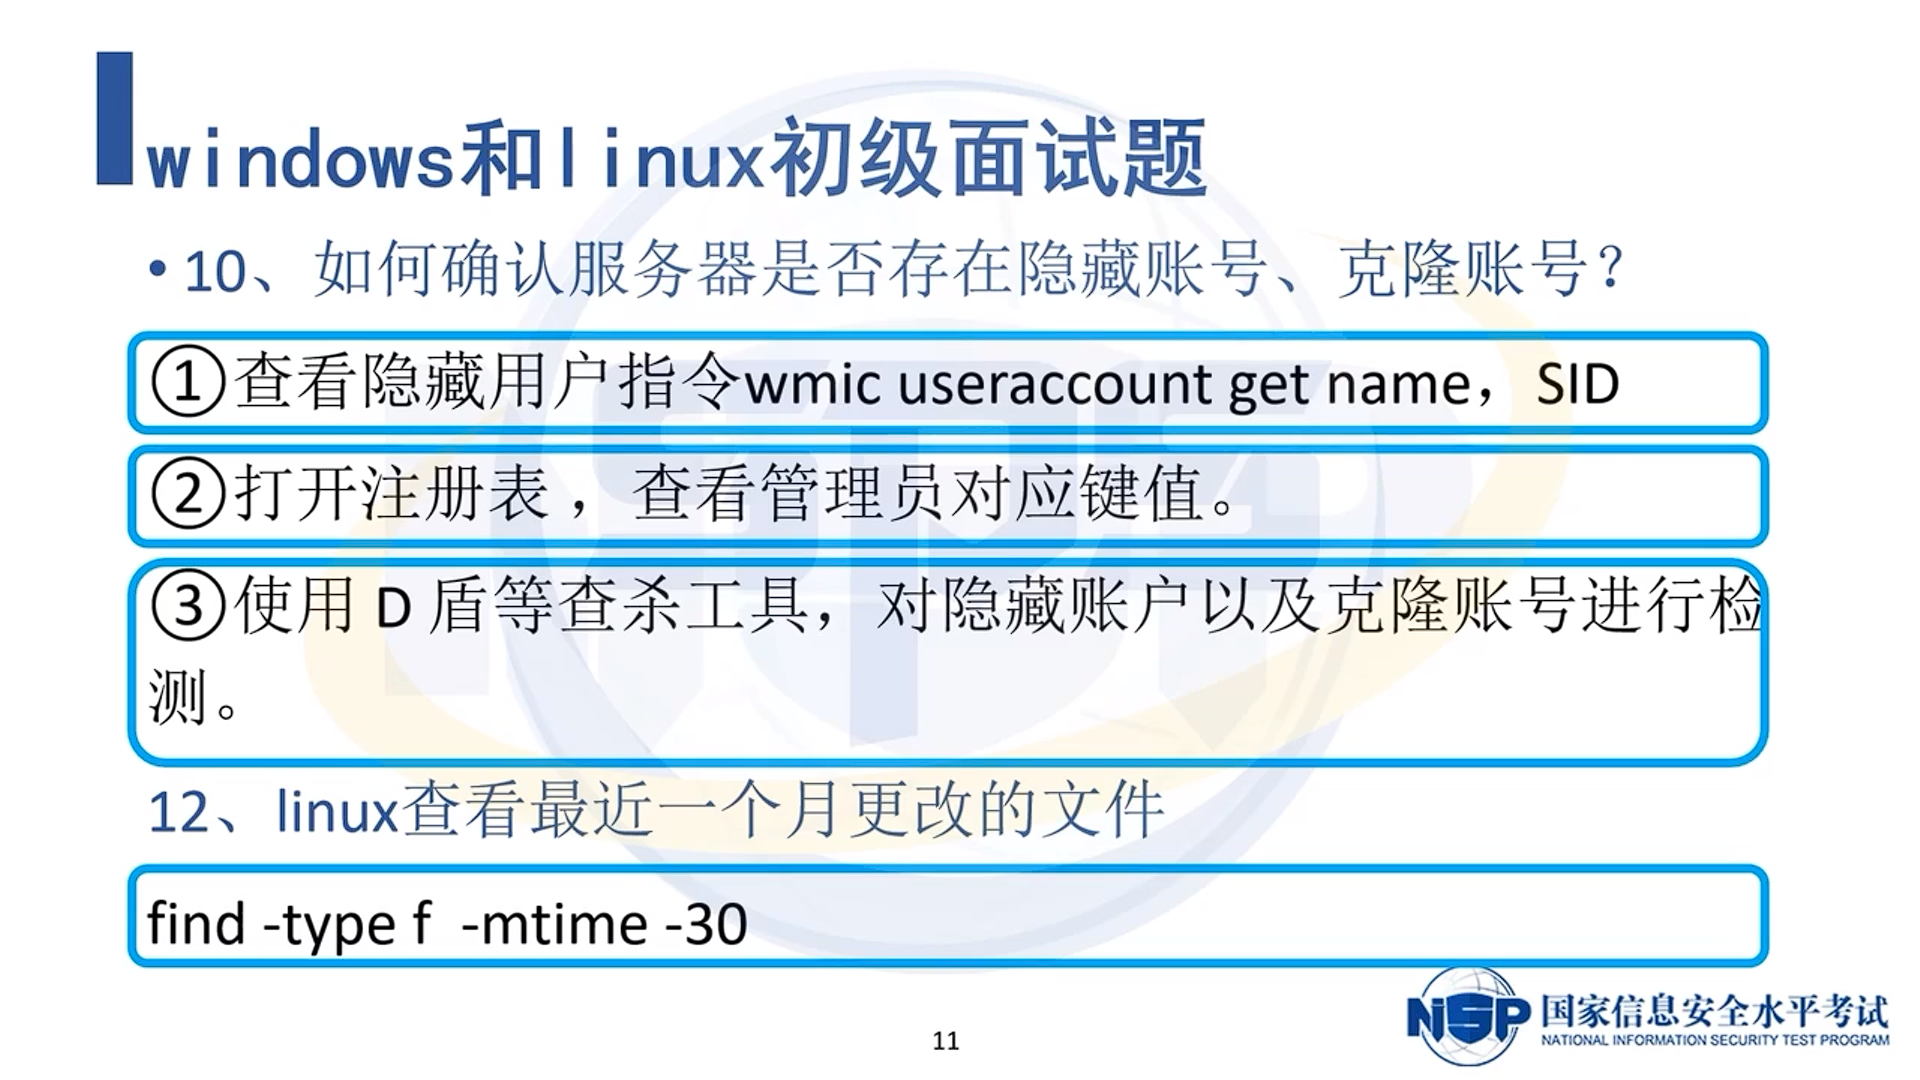 windows和linux初级面试题
• 10、如何确认服务器是否存在隐藏账号、克隆账号？
①查看隐藏用户指令wmic useraccount get name，SID
②打开注册表 ，查看管理员对应键值。
③使用 D 盾等查杀工具，对隐藏账户以及克隆账号进行检
测。
12、linux查看最近一个月更改的文件
find -type f  -mtime -30
NISP 国家信息安全水平考试
NATIONAL INFORMATION SECURITY TEST PROGRAM
11